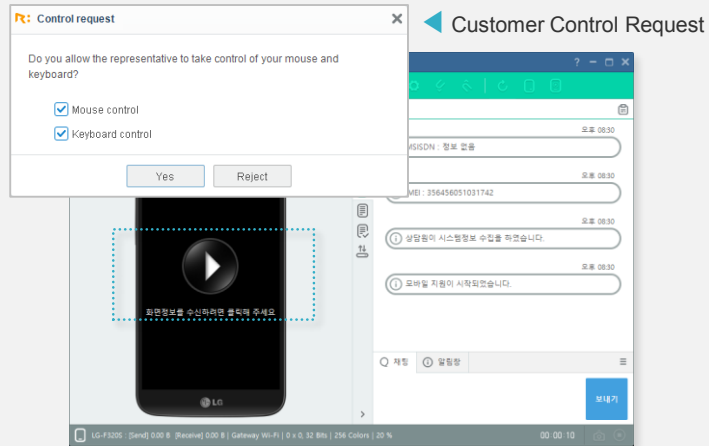 Control request
Customer Control Request
Do you allow the representative to take control of your mouse and
keyboard?
Mouse control
Keyboard control
Yes
Reject
오후 08:30
MSISDN : 정보 없음
오후 08:30
MEI : 356456051031742
오후 08:30
상담원이 시스템정보 수집을 하였습니다.
오후 08:30
모바일 지원이 시작되었습니다.
화면정보를 수신하려면 클릭해 주세요
LG
채팅
알림창
보내기
LG-F320S : [Send] 0.00 B [Receive] 0.00 B | Gateway Wi-Fi | 0 x 0, 32 Bits | 256 Colors | 20 %
00 : 00 : 10